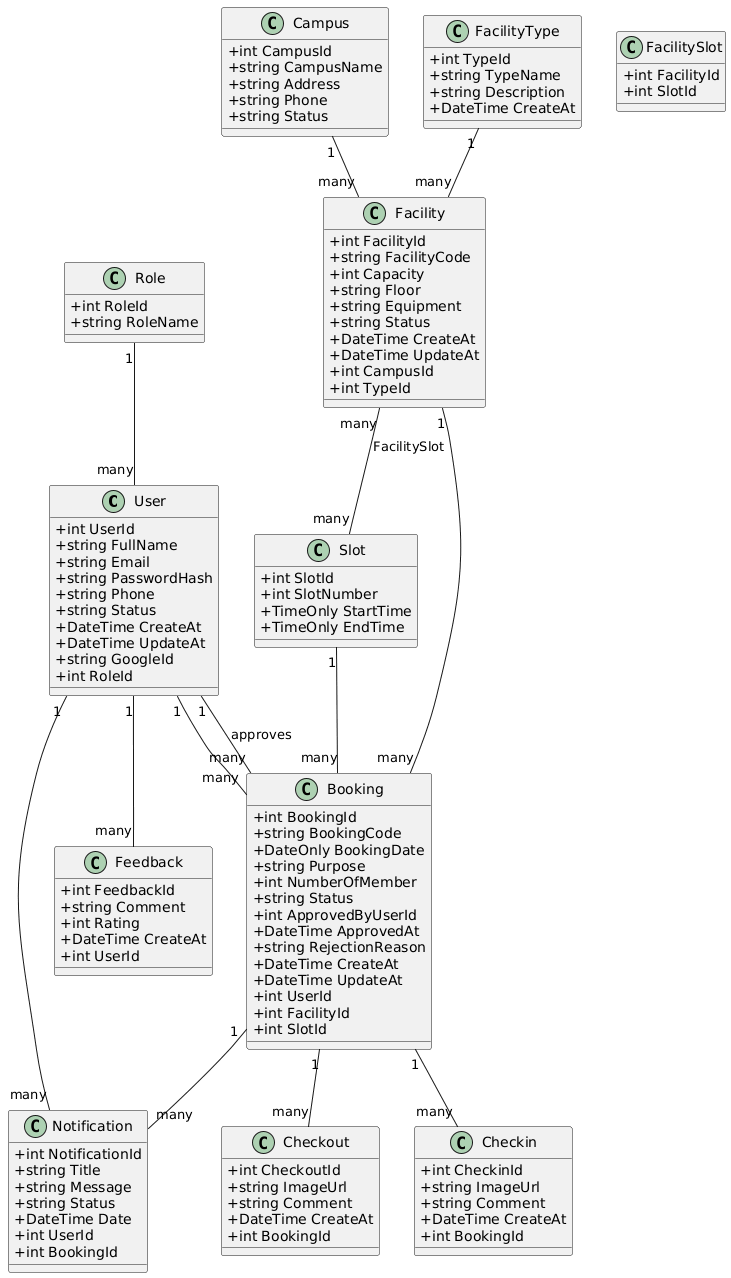 C Campus
+int CampusId
+string CampusName
+string Address
+string Phone
+string Status
C FacilityType
+int TypeId
+string TypeName
+string Description
+DateTime CreateAt
C FacilitySlot
+int FacilityId
+int SlotId
1
many
1
many
C Facility
+int FacilityId
+string FacilityCode
+int Capacity
+string Floor
+string Equipment
+string Status
+DateTime CreateAt
+DateTime UpdateAt
+int CampusId
+int TypeId
C Role
+int RoleId
+string RoleName
1
many
many
FacilitySlot
many
1
many
C User
+int UserId
+string FullName
+string Email
+string PasswordHash
+string Phone
+string Status
+DateTime CreateAt
+DateTime UpdateAt
+string GoogleId
+int RoleId
C Slot
+int SlotId
+int SlotNumber
+TimeOnly StartTime
+TimeOnly EndTime
1
many
1
many
1
many
1
many
1
approves
many
C Booking
+int BookingId
+string BookingCode
+DateOnly BookingDate
+string Purpose
+int NumberOfMember
+string Status
+int ApprovedByUserId
+DateTime ApprovedAt
+string RejectionReason
+DateTime CreateAt
+DateTime UpdateAt
+int UserId
+int FacilityId
+int SlotId
C Feedback
+int FeedbackId
+string Comment
+int Rating
+DateTime CreateAt
+int UserId
1
many
1
many
1
many
C Notification
+int NotificationId
+string Title
+string Message
+string Status
+DateTime Date
+int UserId
+int BookingId
C Checkout
+int CheckoutId
+string ImageUrl
+string Comment
+DateTime CreateAt
+int BookingId
C Checkin
+int CheckinId
+string ImageUrl
+string Comment
+DateTime CreateAt
+int BookingId